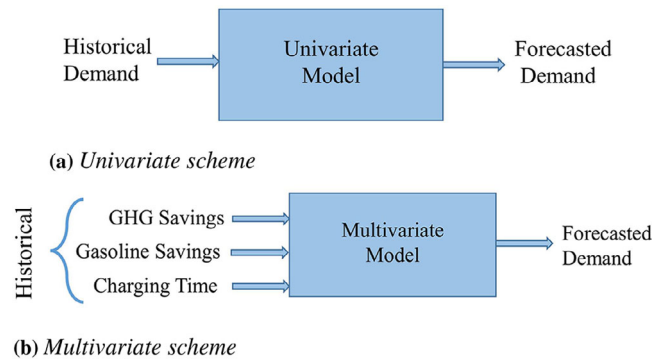 Historical
Demand
Univariate
Model
Forecasted
Demand
(a) Univariate scheme
Historical
GHG Savings
Gasoline Savings
Charging Time
Multivariate
Model
Forecasted
Demand
(b) Multivariate scheme